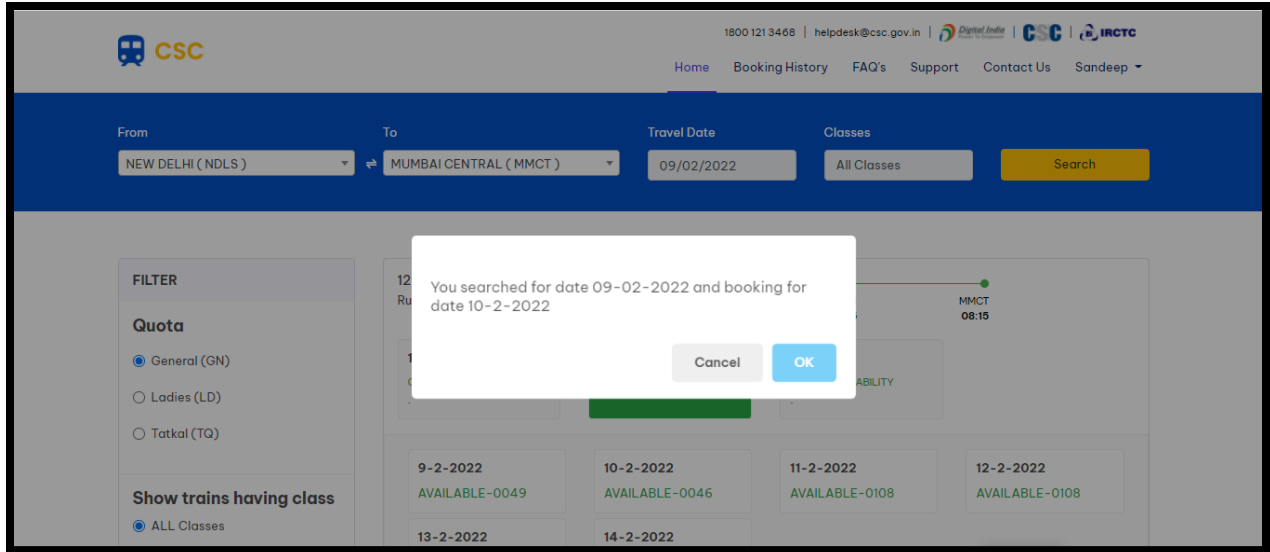 CSC
1800 121 3468 | helpdesk@csc.gov.in | Digital India | CSC | IRCTC
Home Booking History FAQ's Support Contact Us Sandeep
From To Travel Date Classes
NEW DELHI ( NDLS ) ⇌ MUMBAI CENTRAL ( MMCT ) 09/02/2022 All Classes Search
FILTER
Quota
General (GN)
Ladies (LD)
Tatkal (TQ)
Show trains having class
ALL Classes
12
Ru
MMCT
08:15
You searched for date 09-02-2022 and booking for
date 10-2-2022
Cancel OK
ABILITY
9-2-2022 10-2-2022 11-2-2022 12-2-2022
AVAILABLE-0049 AVAILABLE-0046 AVAILABLE-0108 AVAILABLE-0108
13-2-2022 14-2-2022